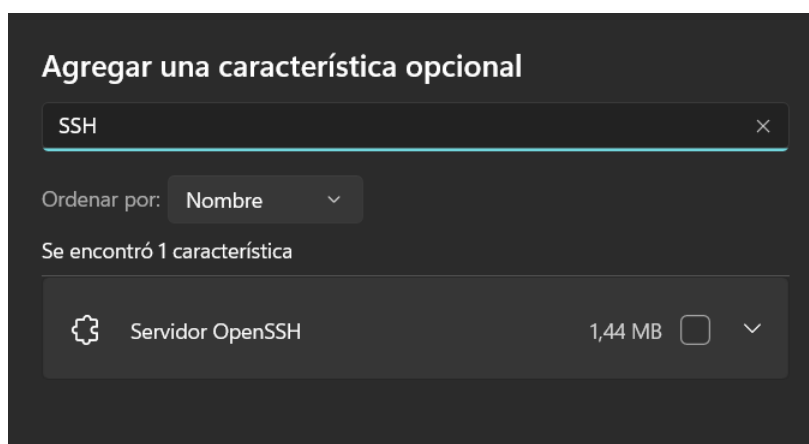 Agregar una característica opcional
SSH
Ordenar por: Nombre
Se encontró 1 característica
Servidor OpenSSH 1,44 MB